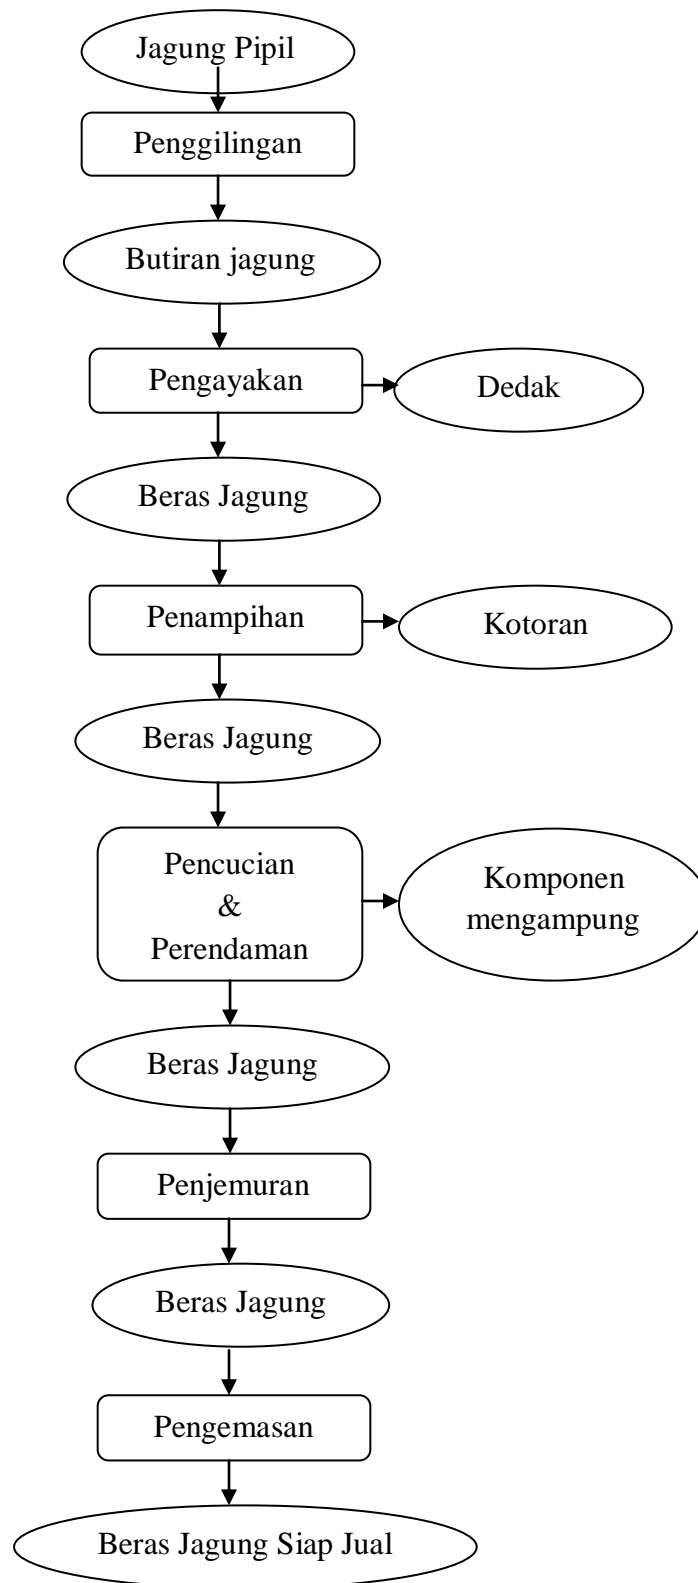 Jagung Pipil
Penggilingan
Butiran jagung
Pengayakan
Dedak
Beras Jagung
Penampihan
Kotoran
Beras Jagung
Pencucian
&
Perendaman
Komponen
mengampung
Beras Jagung
Penjemuran
Beras Jagung
Pengemasan
Beras Jagung Siap Jual